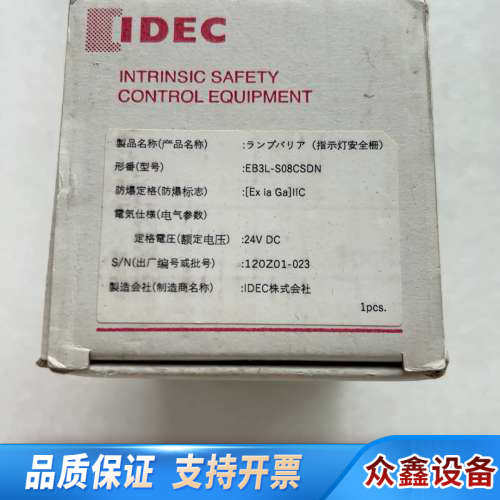 IDEC
INTRINSIC SAFETY
CONTROL EQUIPMENT
製品名称(产品名称) :ランプバリア (指示灯安全栅)
形番(型号) :EB3L-S08CSDN
防爆定格(防爆标志) :[Ex ia Ga]IIC
電気仕様(电气参数)
定格電圧(额定电压) :24V DC
S/N(出厂编号或批号) :120Z01-023
製造会社(制造商名称) :IDEC株式会社
1pcs.
品质保证 支持开票 众鑫设备